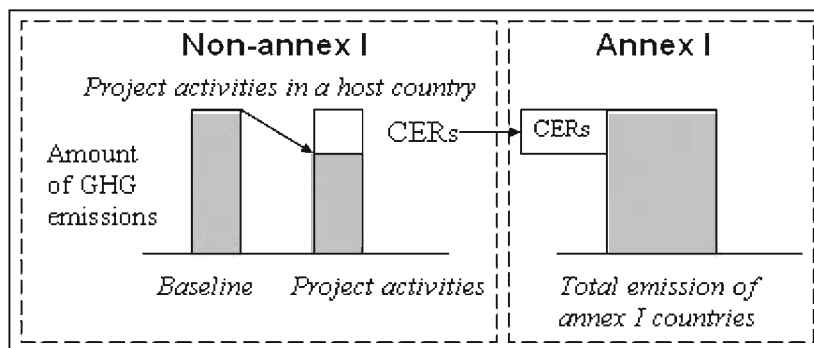 Non-annex I
Project activities in a host country
Amount
of GHG
emissions
CERs
Baseline
Project activities
Annex I
CERs
Total emission of
annex I countries